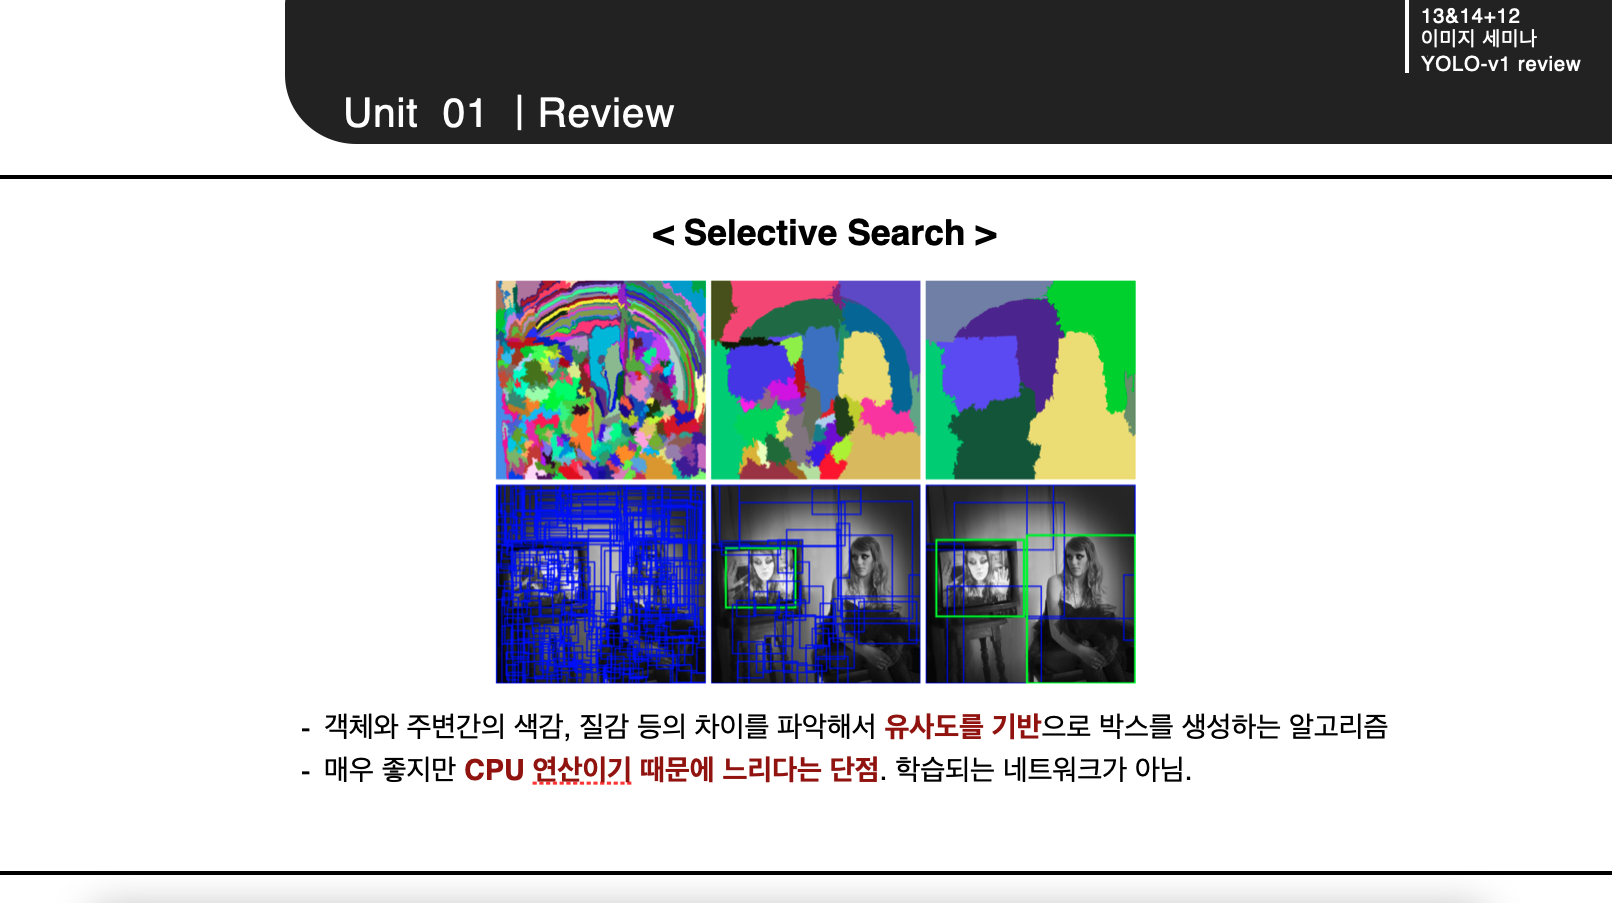 13&14+12
이미지 세미나
YOLO-v1 review
Unit 01 | Review
< Selective Search >
- 객체와 주변간의 색감, 질감 등의 차이를 파악해서 유사도를 기반으로 박스를 생성하는 알고리즘
- 매우 좋지만 CPU 연산이기 때문에 느리다는 단점. 학습되는 네트워크가 아님.